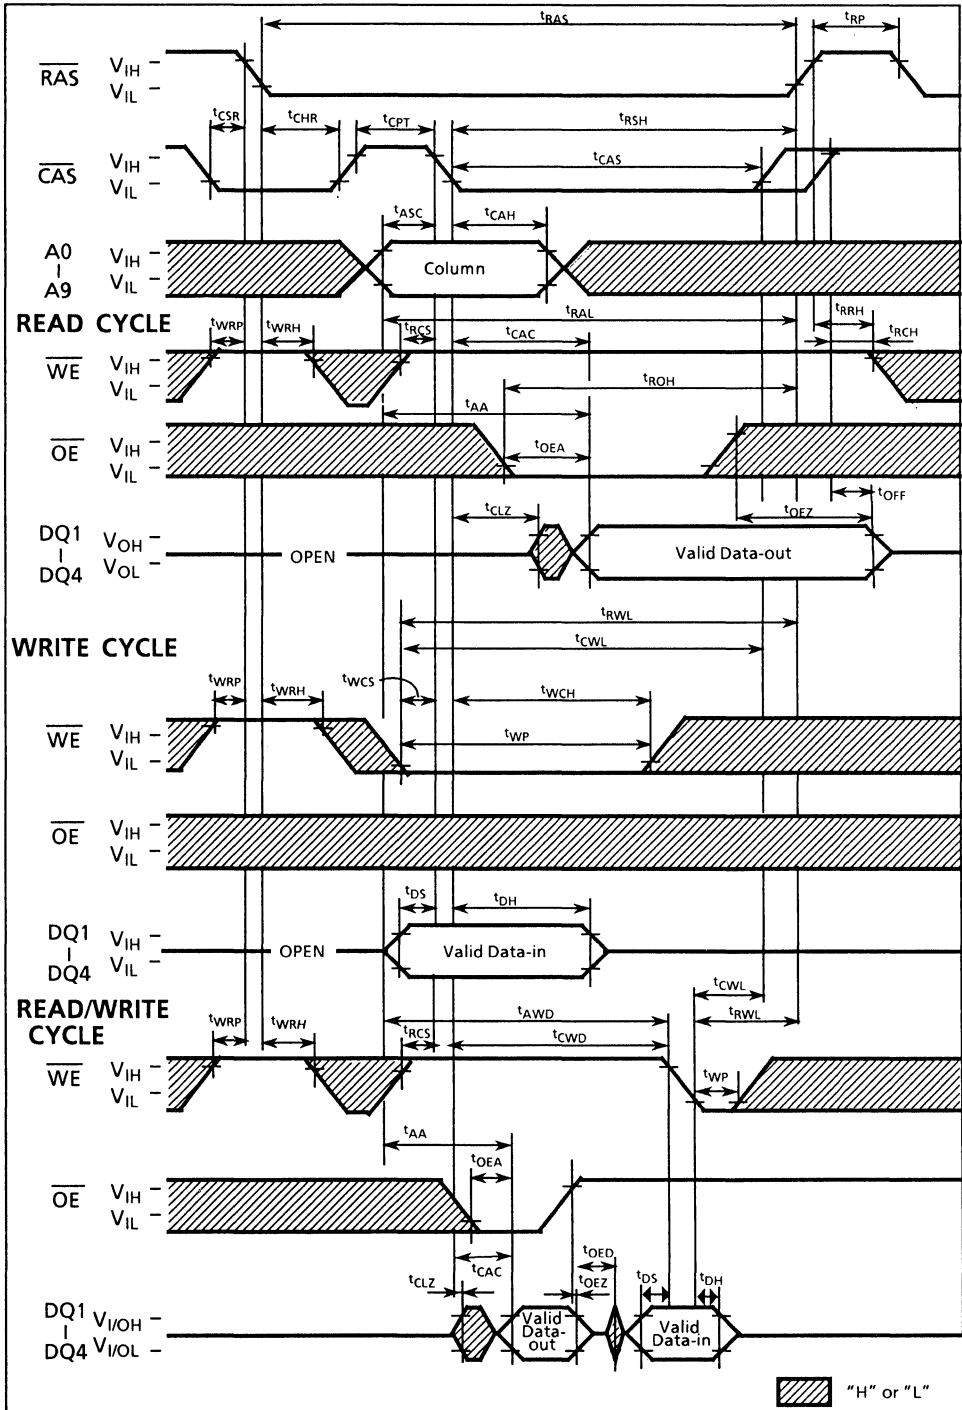 tRAS
tRP
RAS
VIH
VIL
tCSR
tCHR
tCPT
tRSH
CAS
VIH
VIL
tCAS
tASC
tCAH
A0
A9
VIH
VIL
Column
READ CYCLE
tRAL
tRRH
tWRP
tWRH
tRCS
tCAC
tRCH
WE
VIH
VIL
tROH
tAA
OE
VIH
VIL
tOEA
tOFF
tCLZ
tOEZ
DQ1
DQ4
VOH
VOL
OPEN
Valid Data-out
tRWL
WRITE CYCLE
tCWL
tWRP
tWRH
tWCS
tWCH
WE
VIH
VIL
tWP
OE
VIH
VIL
tDS
tDH
DQ1
DQ4
VIH
VIL
OPEN
Valid Data-in
READ/WRITE
CYCLE
tCWL
tAWD
tRWL
tWRP
tWRH
tRCS
tCWD
WE
VIH
VIL
tWP
tAA
tOEA
OE
VIH
VIL
tOED
tCAC
tCLZ
tOEZ
tDS
tDH
DQ1
DQ4
VI/OH
VI/OL
Valid
Data-
out
Valid
Data-in
"H" or "L"